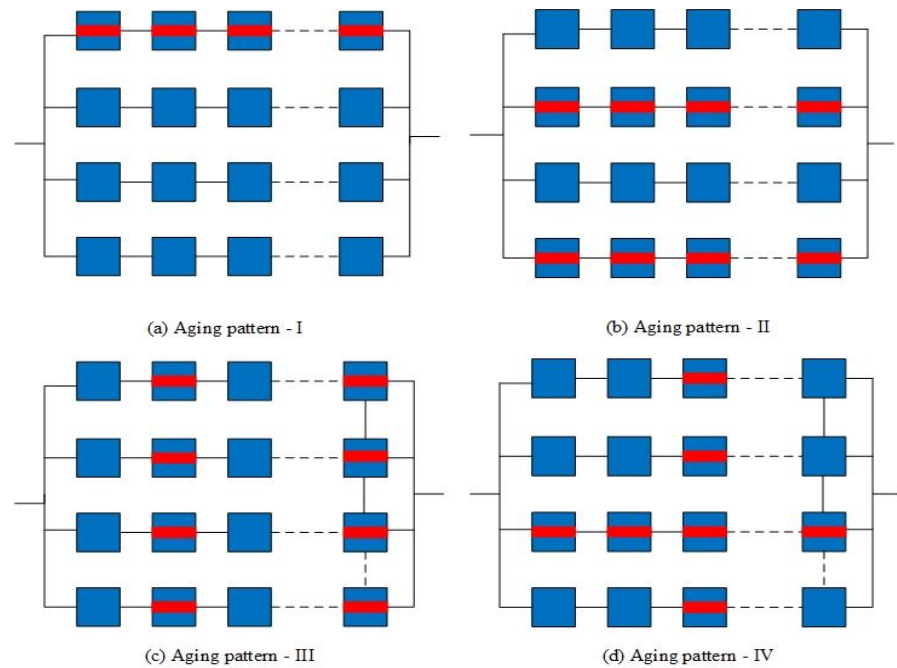 (a) Aging pattern - I
(b) Aging pattern - II
(c) Aging pattern - III
(d) Aging pattern - IV